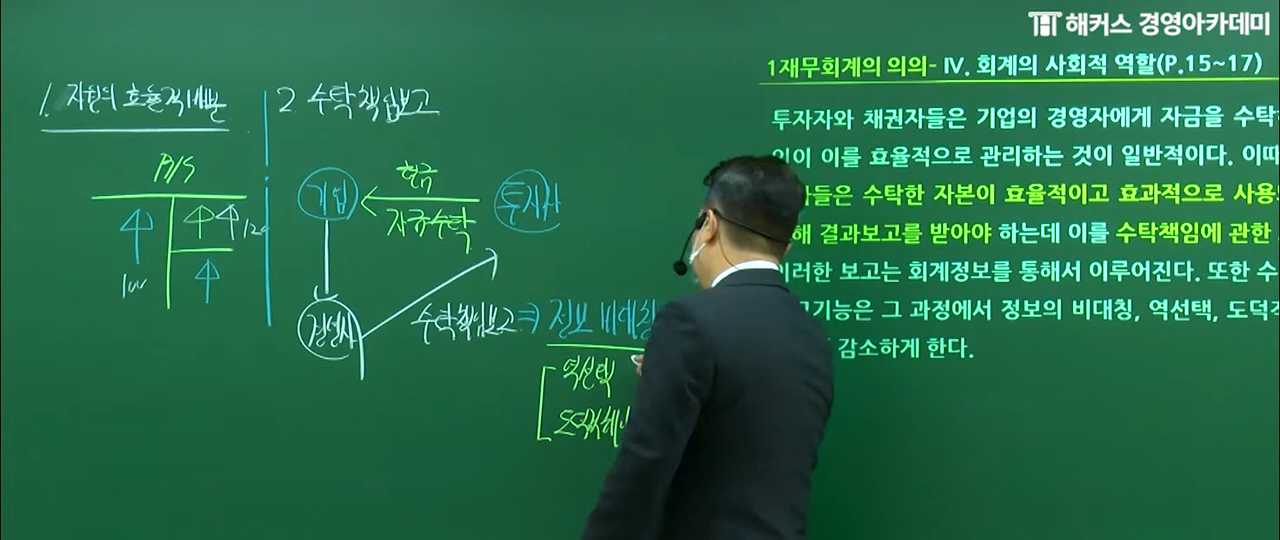 해커스 경영아카데미
1재무회계의 의의- Ⅳ. 회계의 사회적 역할(P.15~17)
투자자와 채권자들은 기업의 경영자에게 자금을 수탁
인이 이를 효율적으로 관리하는 것이 일반적이다. 이때
자들은 수탁한 자본이 효율적이고 효과적으로 사용
해 결과보고를 받아야 하는데 이를 수탁책임에 관한
이러한 보고는 회계정보를 통해서 이루어진다. 또한 수
고기능은 그 과정에서 정보의 비대칭, 역선택, 도덕
감소하게 한다.
1. 자원의 효율적 배분
B/S
100
120
2. 수탁책임보고
기업
현금
자금수탁
투자자
경영자
수탁책임보고 ⇒ 정보 비대칭
역선택
도덕적해